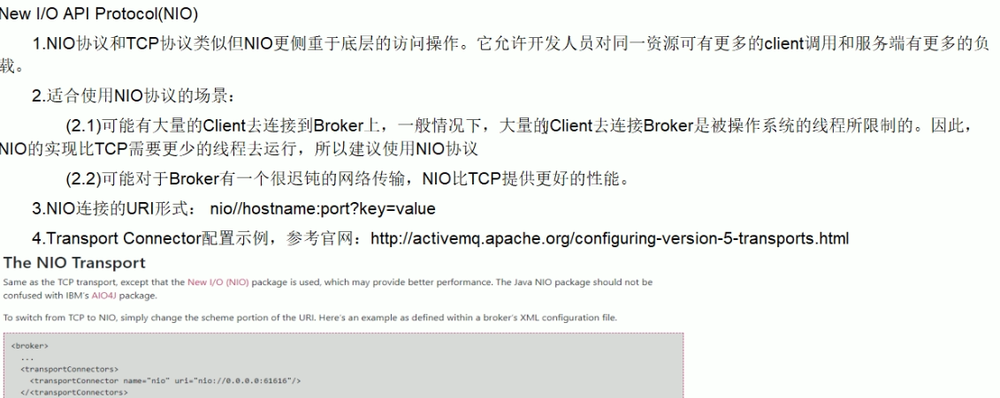 New I/O API Protocol(NIO)
1.NIO协议和TCP协议类似但NIO更侧重于底层的访问操作。它允许开发人员对同一资源可有更多的client调用和服务端有更多的负
载。
2.适合使用NIO协议的场景：
(2.1)可能有大量的Client去连接到Broker上，一般情况下，大量的Client去连接Broker是被操作系统的线程所限制的。因此，
NIO的实现比TCP需要更少的线程去运行，所以建议使用NIO协议
(2.2)可能对于Broker有一个很迟钝的网络传输，NIO比TCP提供更好的性能。
3.NIO连接的URI形式： nio//hostname:port?key=value
4.Transport Connector配置示例，参考官网：http://activemq.apache.org/configuring-version-5-transports.html
The NIO Transport
Same as the TCP transport, except that the New I/O (NIO) package is used, which may provide better performance. The Java NIO package should not be
confused with IBM's AIO4J package.
To switch from TCP to NIO, simply change the scheme portion of the URI. Here's an example as defined within a broker's XML configuration file.
<broker>
...
<transportConnectors>
<transportConnector name="nio" uri="nio://0.0.0.0:61616"/>
</<transportConnectors>